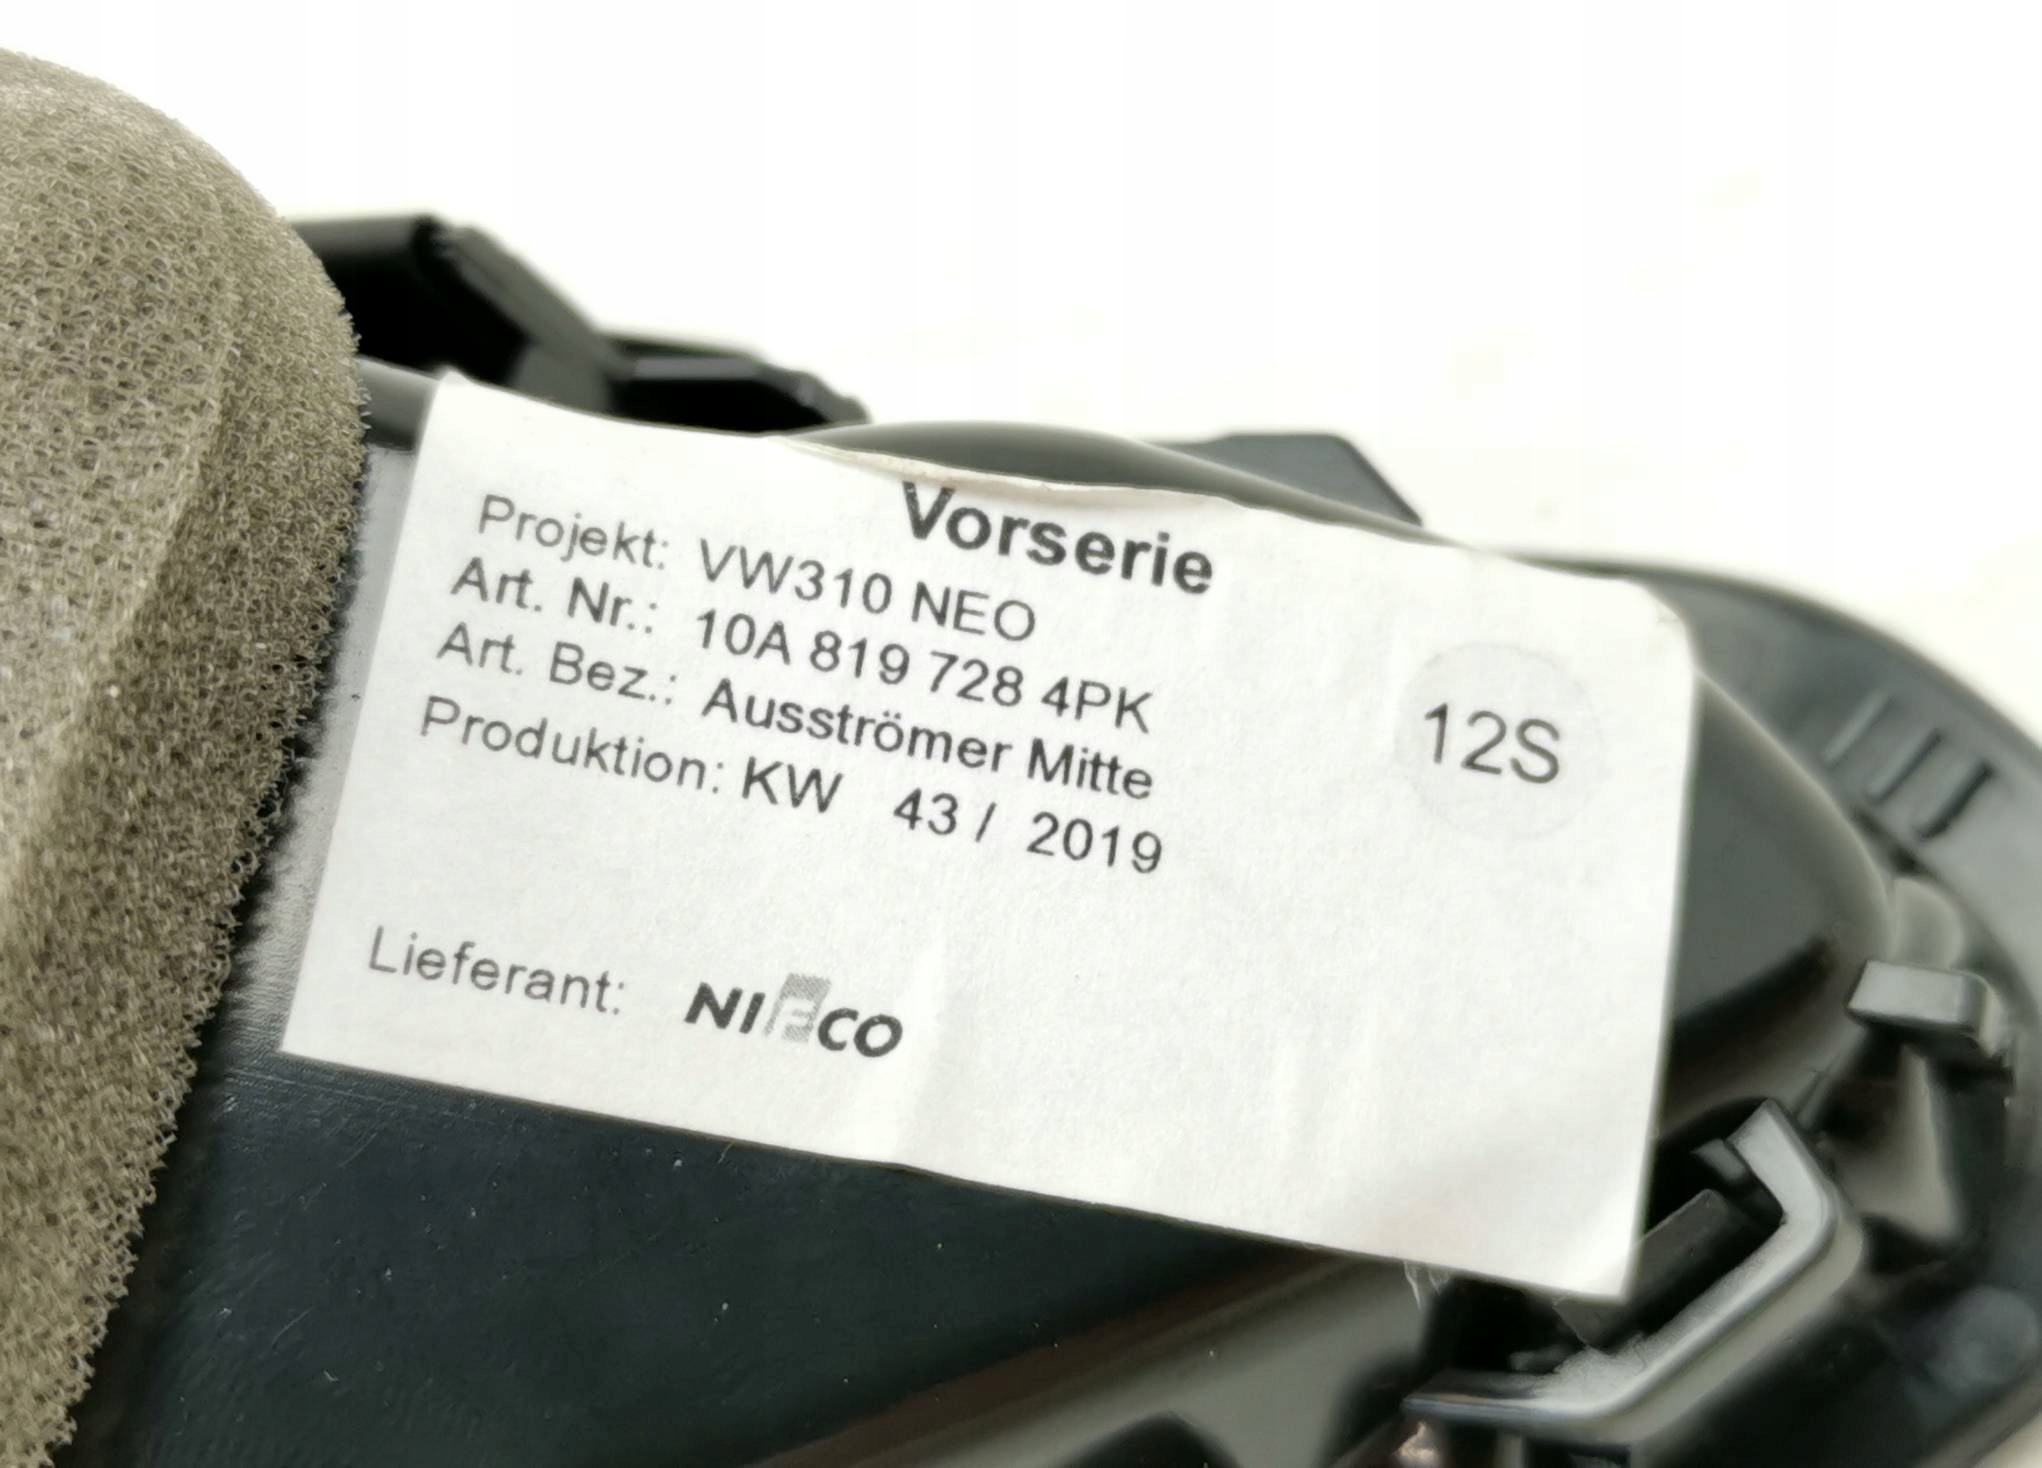 Vorserie
Projekt: VW310 NEO
Art. Nr.: 10A 819 728 4PK
Art. Bez.: Ausströmer Mitte
Produktion: KW 43 / 2019
12S
Lieferant: NIFCO